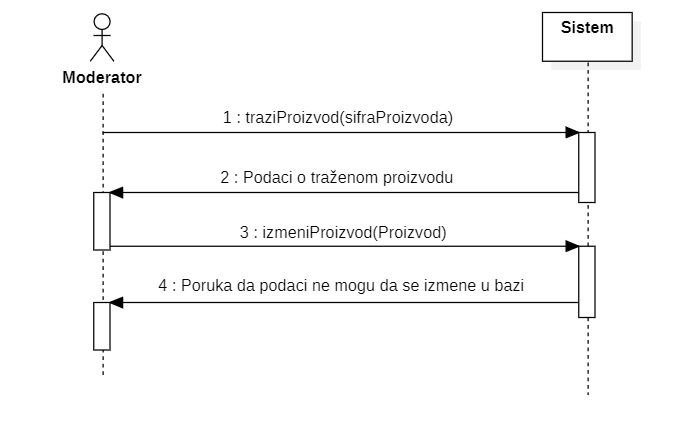 Sistem
Moderator
1 : traziProizvod(sifraProizvoda)
2 : Podaci o traženom proizvodu
3 : izmeniProizvod(Proizvod)
4 : Poruka da podaci ne mogu da se izmene u bazi